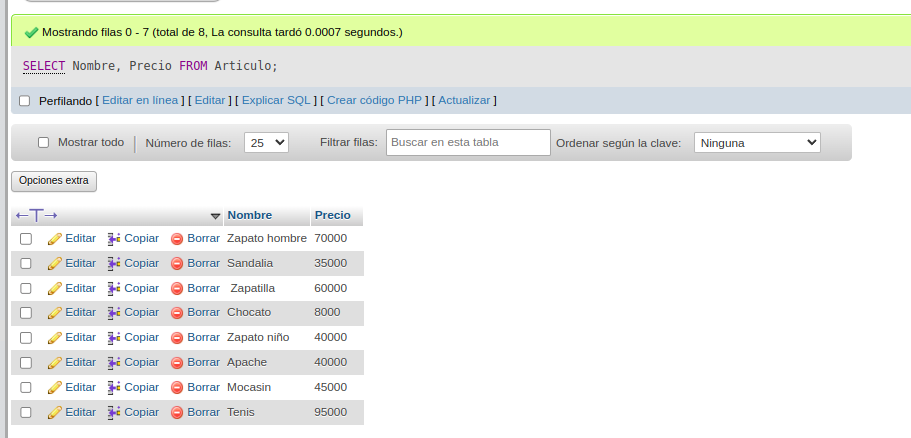 Mostrando filas 0 - 7 (total de 8, La consulta tardó 0.0007 segundos.)
SELECT Nombre, Precio FROM Articulo;
Perfilando [ Editar en línea ] [ Editar ] [ Explicar SQL ] [ Crear código PHP ] [ Actualizar ]
Mostrar todo | Número de filas: 25 Filtrar filas: Buscar en esta tabla Ordenar según la clave: Ninguna
Opciones extra
←T→ Nombre Precio
Editar Copiar Borrar Zapato hombre 70000
Editar Copiar Borrar Sandalia 35000
Editar Copiar Borrar Zapatilla 60000
Editar Copiar Borrar Chocato 8000
Editar Copiar Borrar Zapato niño 40000
Editar Copiar Borrar Apache 40000
Editar Copiar Borrar Mocasin 45000
Editar Copiar Borrar Tenis 95000